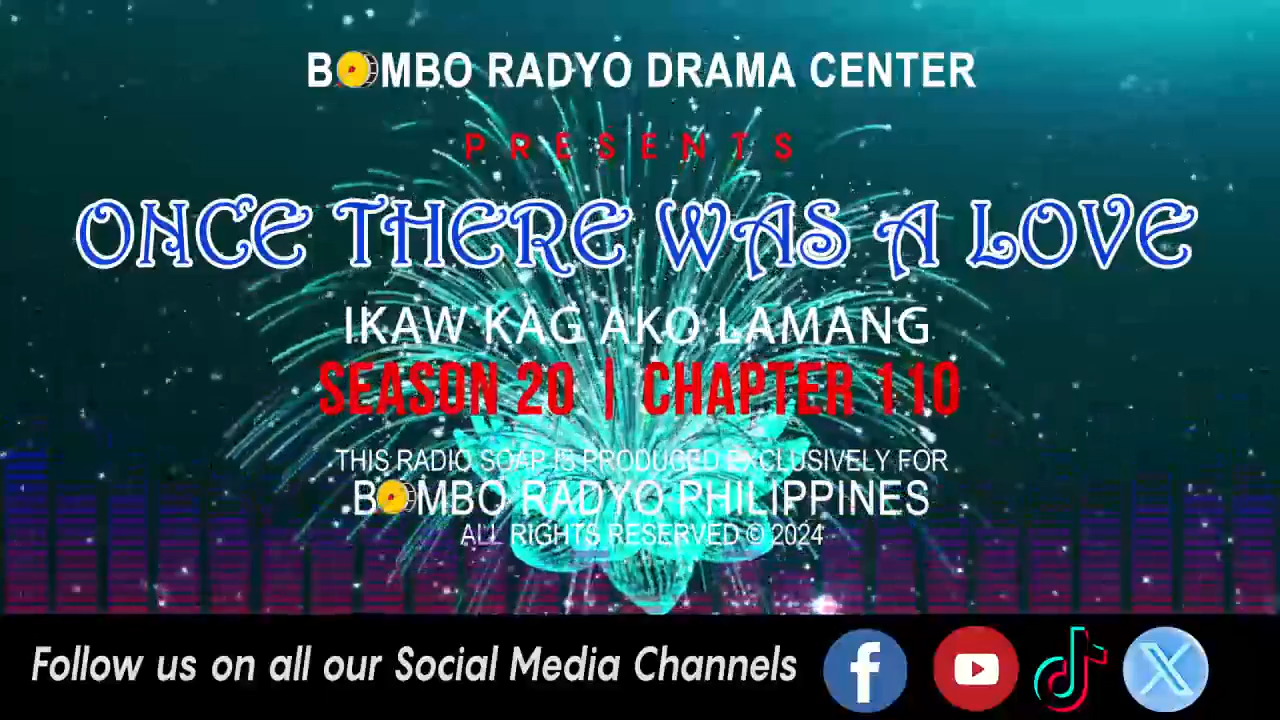 BOMBO RADYO DRAMA CENTER
PRESENTS
ONCE THERE WAS A LOVE
IKAW KAG AKO LAMANG
SEASON 20 | CHAPTER 110
THIS RADIO SOAP IS PRODUCED EXCLUSIVELY FOR
BOMBO RADYO PHILIPPINES
ALL RIGHTS RESERVED © 2024
Follow us on all our Social Media Channels